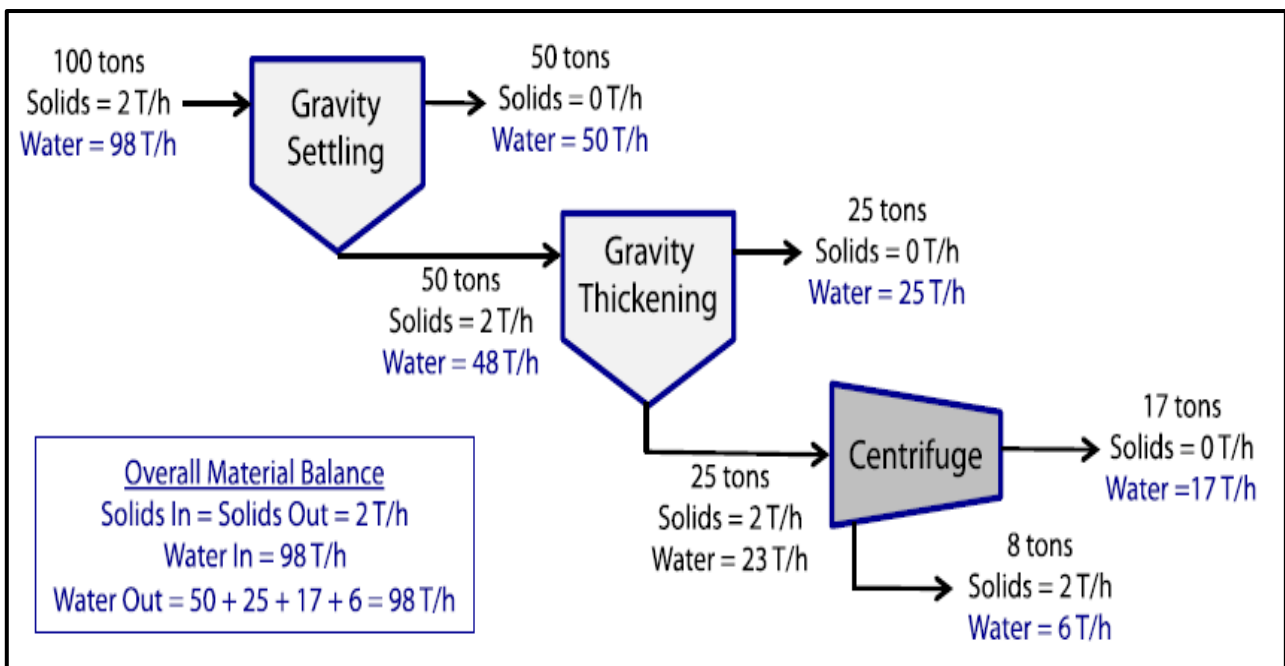 100 tons
Solids = 2 T/h
Water = 98 T/h
Gravity
Settling
50 tons
Solids = 0 T/h
Water = 50 T/h
50 tons
Solids = 2 T/h
Water = 48 T/h
Gravity
Thickening
25 tons
Solids = 0 T/h
Water = 25 T/h
25 tons
Solids = 2 T/h
Water = 23 T/h
Centrifuge
17 tons
Solids = 0 T/h
Water =17 T/h
8 tons
Solids = 2 T/h
Water = 6 T/h
Overall Material Balance
Solids In = Solids Out = 2 T/h
Water In = 98 T/h
Water Out = 50 + 25 + 17 + 6 = 98 T/h